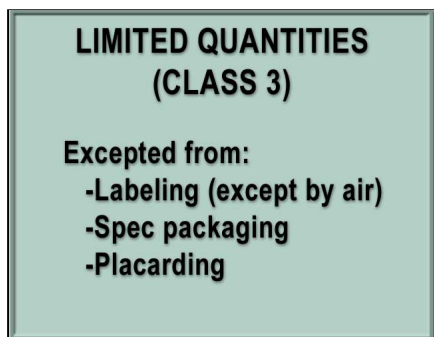 LIMITED QUANTITIES
(CLASS 3)
Excepted from:
-Labeling (except by air)
-Spec packaging
-Placarding